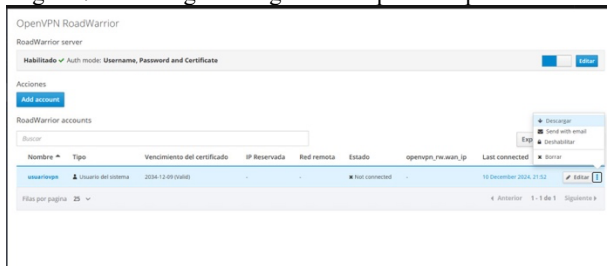 OpenVPN RoadWarrior
RoadWarrior server
Habilitado ✔ Auth mode: Username, Password and Certificate
Editar
Acciones
Add account
RoadWarrior accounts
Buscar
Exp
Descargar
Send with email
Deshabilitar
Borrar
Nombre Tipo Vencimiento del certificado IP Reservada Red remota Estado openvpn_rw.wan_ip Last connected
usuariovpn Usuario del sistema 2034-12-09 (Valid) - - ✖ Not connected - 10 December 2024, 21:52 Editar
Filas por pagina 25 Anterior 1 - 1 de 1 Siguiente